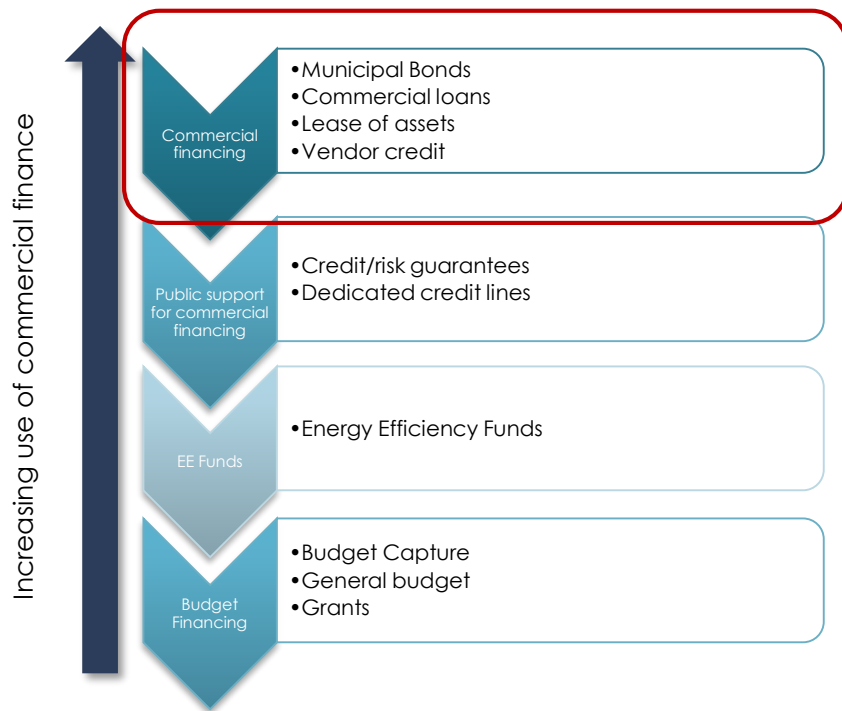 Increasing use of commercial finance
Commercial
financing
•Municipal Bonds
•Commercial loans
•Lease of assets
•Vendor credit
Public support
for commercial
financing
•Credit/risk guarantees
•Dedicated credit lines
EE Funds
•Energy Efficiency Funds
Budget
Financing
•Budget Capture
•General budget
•Grants